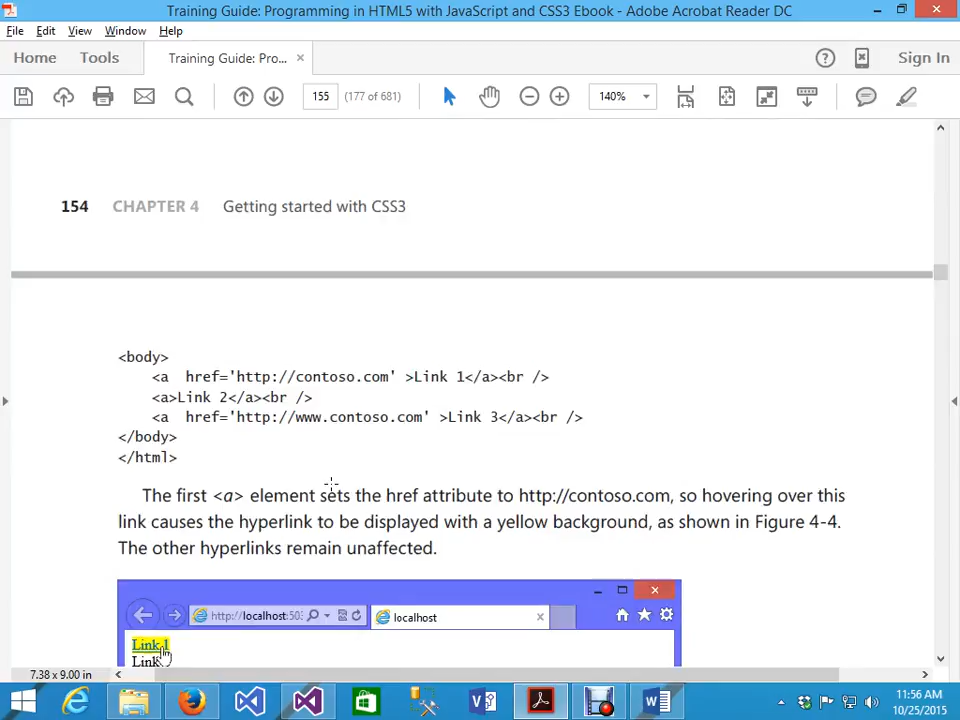 Training Guide: Programming in HTML5 with JavaScript and CSS3 Ebook - Adobe Acrobat Reader DC
File Edit View Window Help
Home Tools Training Guide: Pro... × Sign In
155 (177 of 681) 140%
154 CHAPTER 4 Getting started with CSS3
<body>
<a href='http://contoso.com' >Link 1</a><br />
<a>Link 2</a><br />
<a href='http://www.contoso.com' >Link 3</a><br />
</body>
</html>
The first <a> element sets the href attribute to http://contoso.com, so hovering over this
link causes the hyperlink to be displayed with a yellow background, as shown in Figure 4-4.
The other hyperlinks remain unaffected.
http://localhost:50 localhost ×
Link 1
Link
7.38 x 9.00 in
11:56 AM
10/25/2015